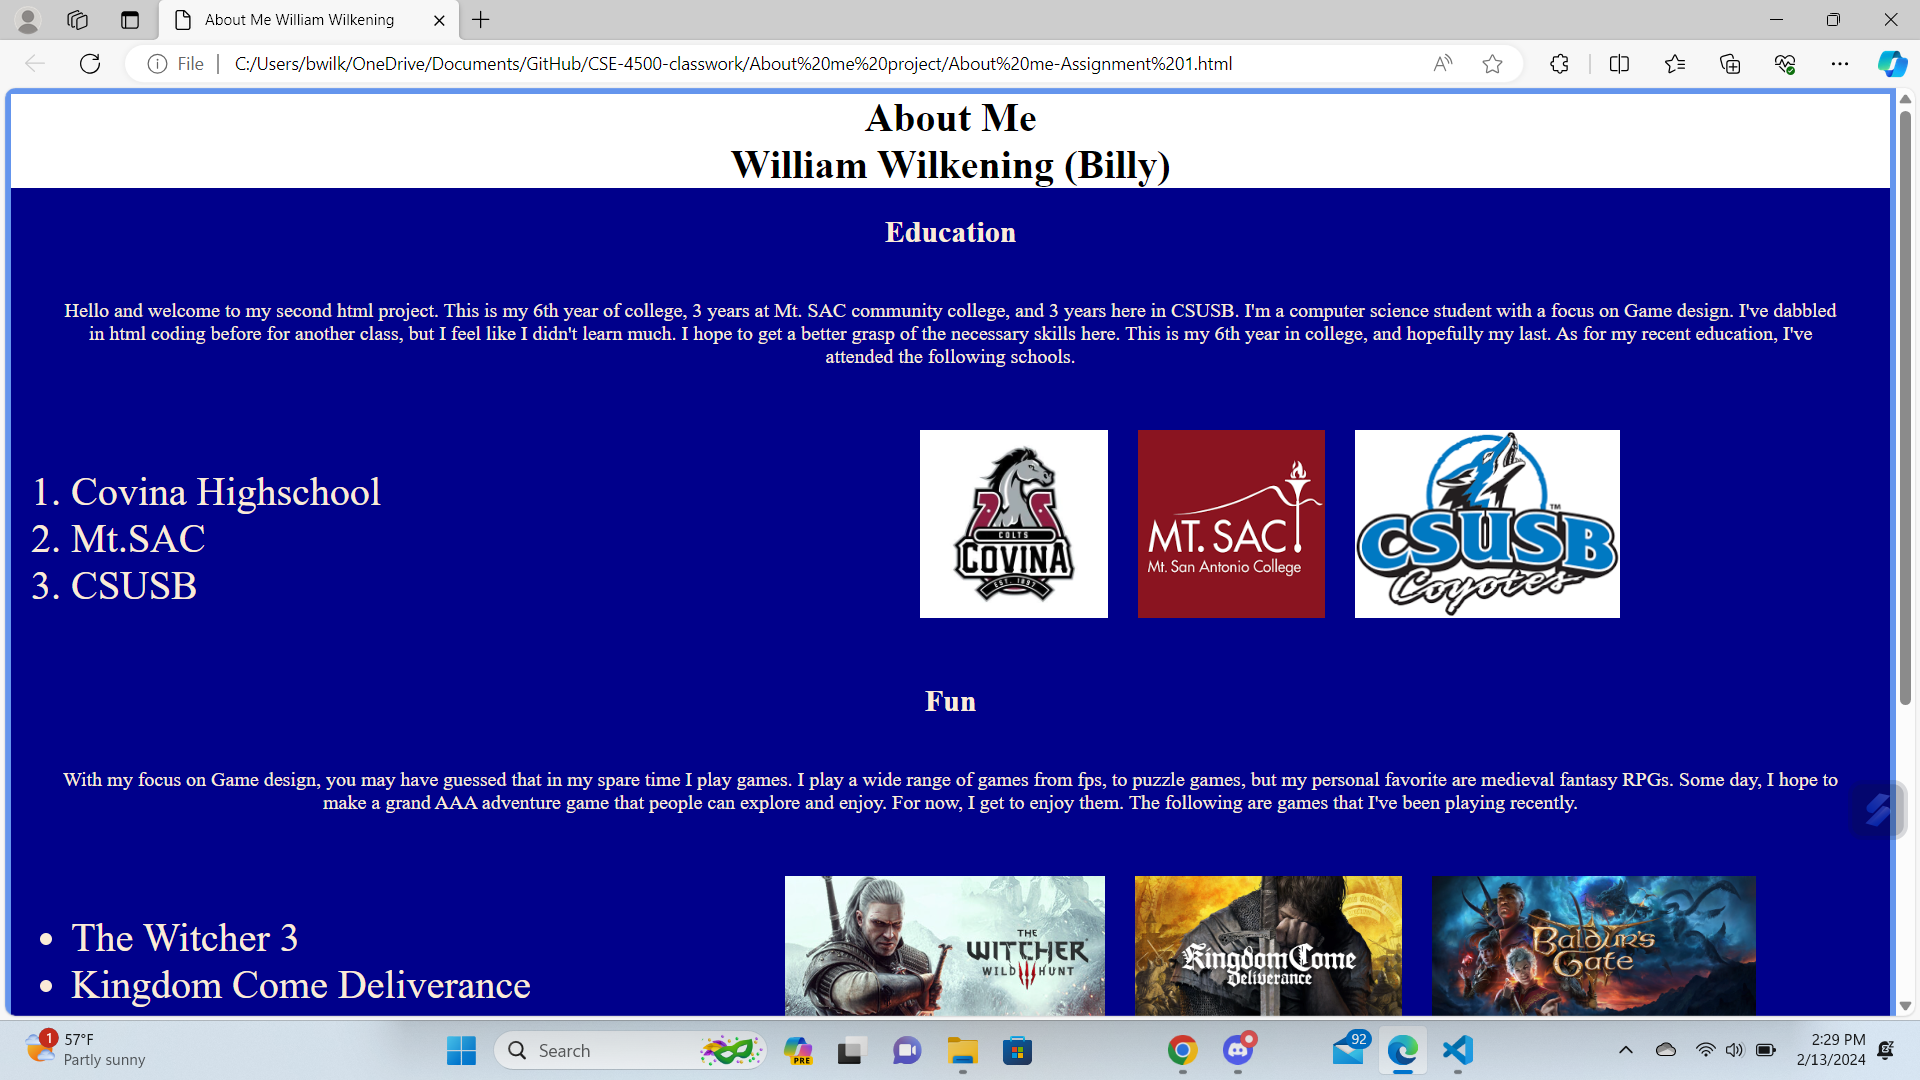 About Me William Wilkening
File
C:/Users/bwilk/OneDrive/Documents/GitHub/CSE-4500-classwork/About%20me%20project/About%20me-Assignment%201.html
About Me
William Wilkening (Billy)
Education
Hello and welcome to my second html project. This is my 6th year of college, 3 years at Mt. SAC community college, and 3 years here in CSUSB. I'm a computer science student with a focus on Game design. I've dabbled
in html coding before for another class, but I feel like I didn't learn much. I hope to get a better grasp of the necessary skills here. This is my 6th year in college, and hopefully my last. As for my recent education, I've
attended the following schools.
1. Covina Highschool
2. Mt.SAC
3. CSUSB
COLTS
COVINA
EST. 1897
MT. SAC
Mt. San Antonio College
CSUSB
TM
Coyotes
Fun
With my focus on Game design, you may have guessed that in my spare time I play games. I play a wide range of games from fps, to puzzle games, but my personal favorite are medieval fantasy RPGs. Some day, I hope to
make a grand AAA adventure game that people can explore and enjoy. For now, I get to enjoy them. The following are games that I've been playing recently.
• The Witcher 3
• Kingdom Come Deliverance
THE
WITCHER
WILD HUNT
Kingdom Come
Deliverance
Baldur's
Gate
1
57°F
Partly sunny
Search
PRE
92
2:29 PM
2/13/2024